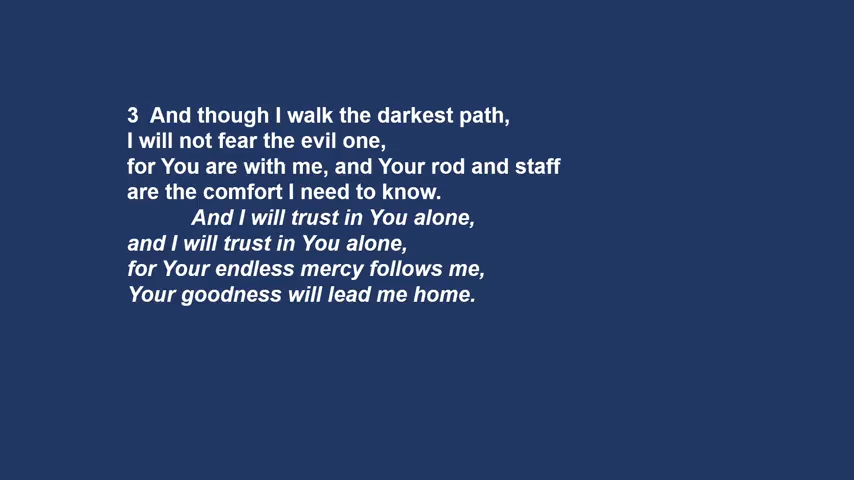 3  And though I walk the darkest path,
I will not fear the evil one,
for You are with me, and Your rod and staff
are the comfort I need to know.
And I will trust in You alone,
and I will trust in You alone,
for Your endless mercy follows me,
Your goodness will lead me home.